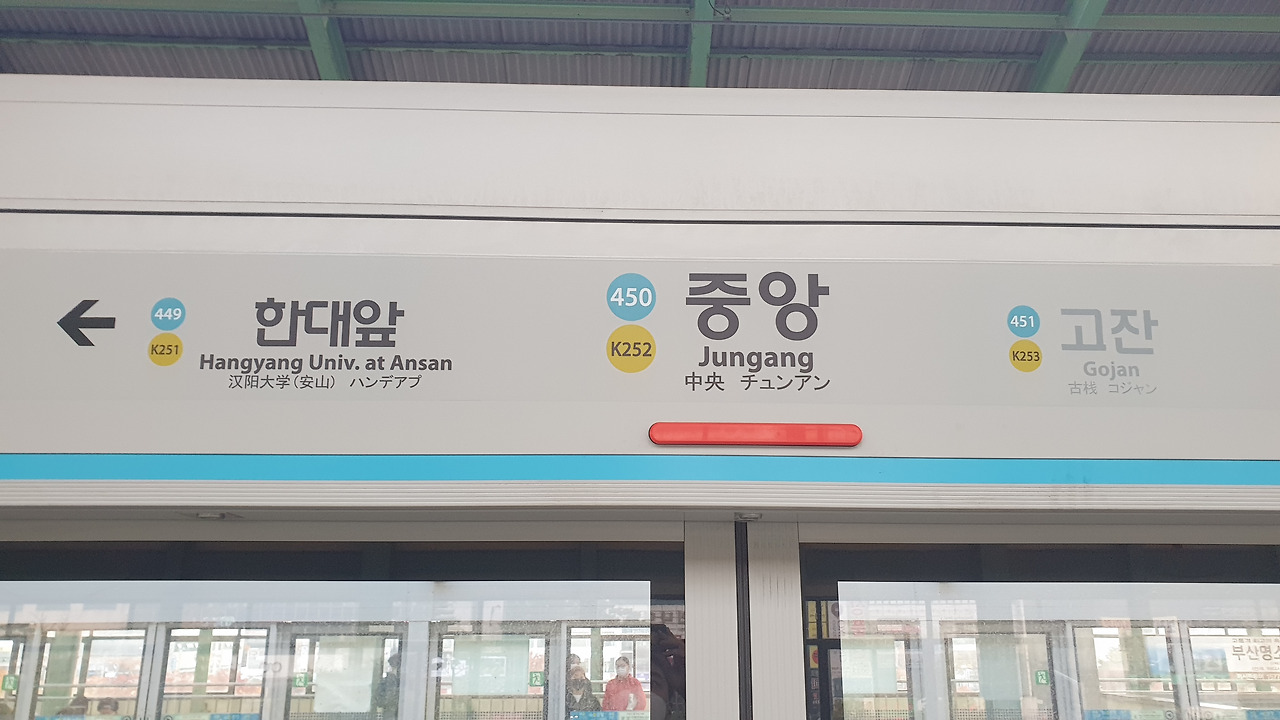 449
K251
한대앞
Hangyang Univ. at Ansan
汉阳大学(安山) ハンデアプ
450
K252
중앙
Jungang
中央 チュンアン
451
K253
고잔
Gojan
古栈 コジャン